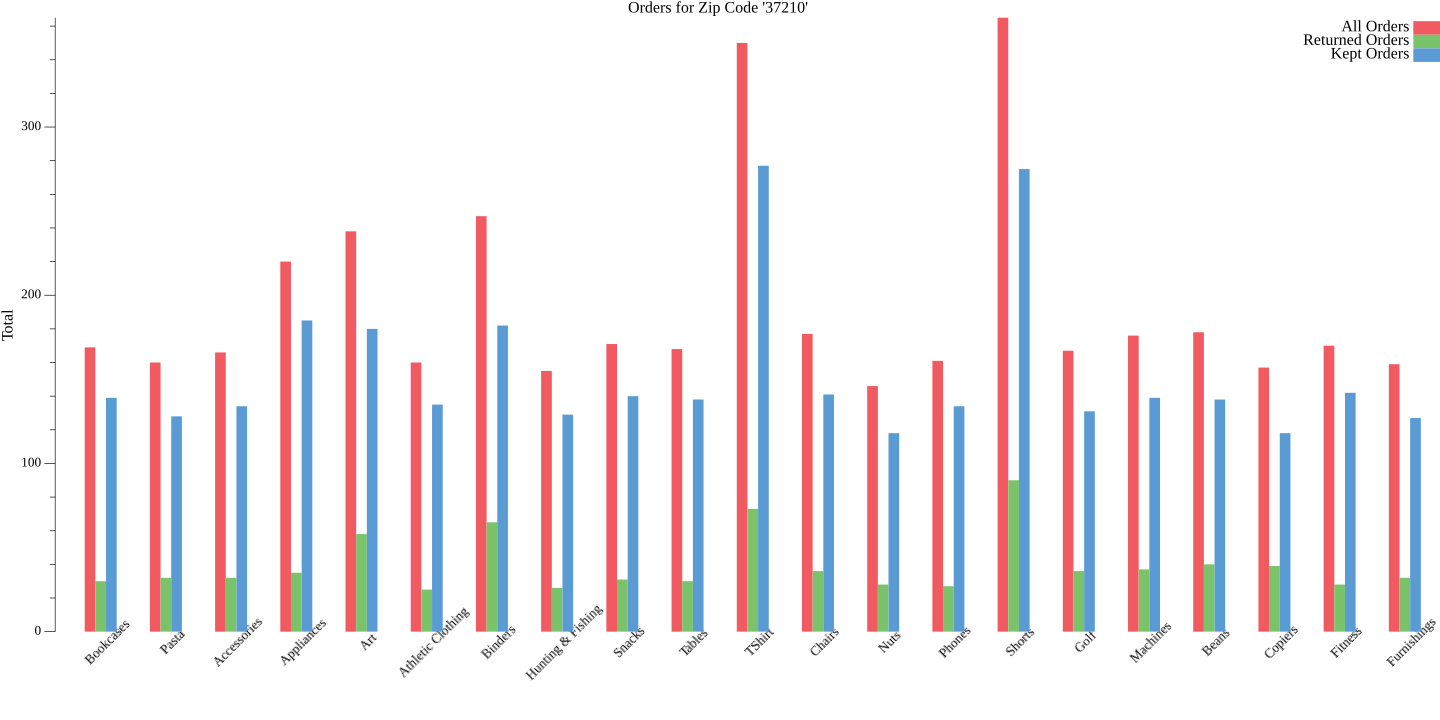 Orders for Zip Code '37210'
All Orders
Returned Orders
Kept Orders
Total
300
200
100
0
Bookcases
Pasta
Accessories
Appliances
Art
Athletic Clothing
Binders
Hunting & Fishing
Snacks
Tables
TShirt
Chairs
Nuts
Phones
Shorts
Golf
Machines
Beans
Copiers
Fitness
Furnishings